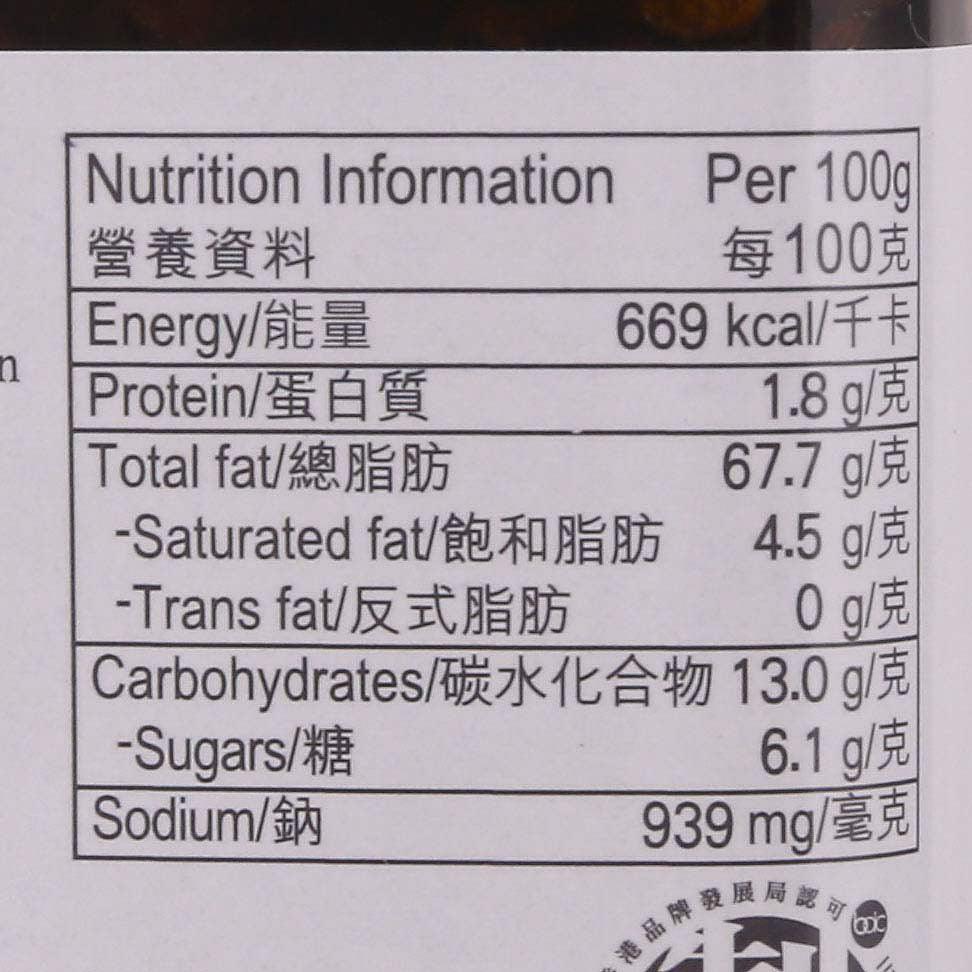 Nutrition Information Per 100g
營養資料 每100克
Energy/能量 669 kcal/千卡
n
Protein/蛋白質 1.8 g/克
Total fat/總脂肪 67.7 g/克
-Saturated fat/飽和脂肪 4.5 g/克
-Trans fat/反式脂肪 0 g/克
Carbohydrates/碳水化合物 13.0 g/克
-Sugars/糖 6.1 g/克
Sodium/鈉 939 mg/毫克
港品牌發展局認可